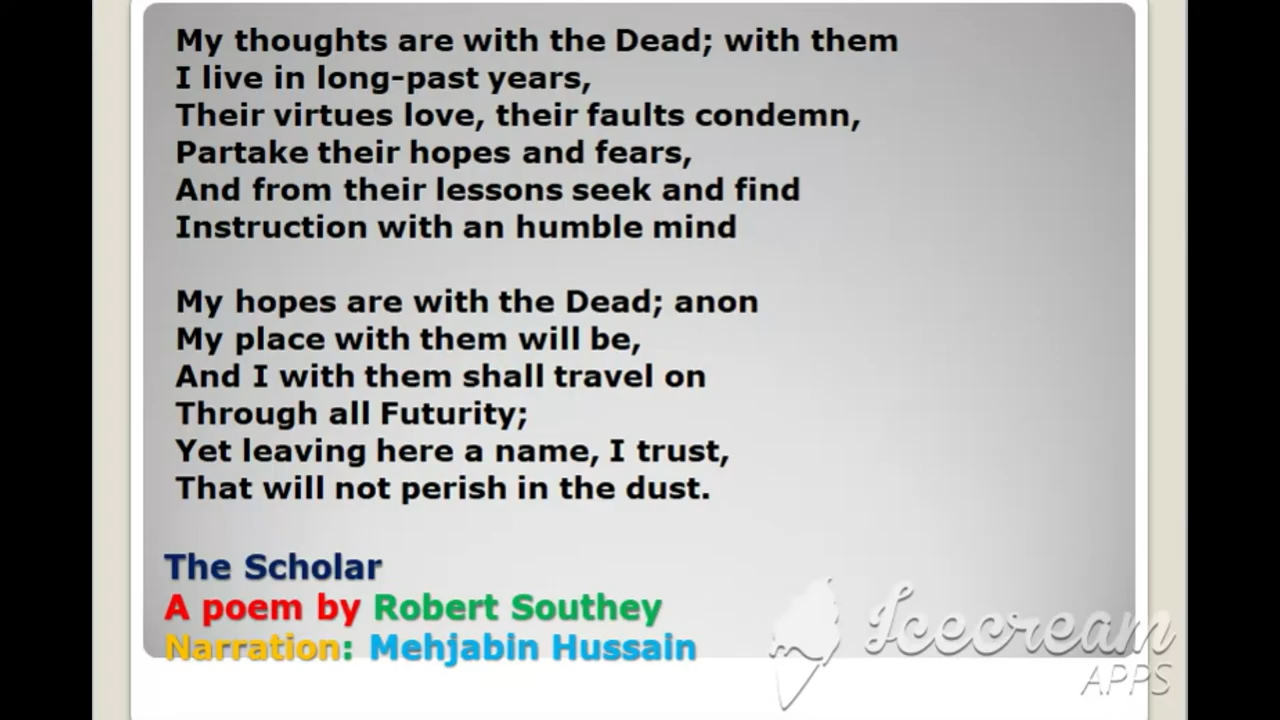 My thoughts are with the Dead; with them
I live in long-past years,
Their virtues love, their faults condemn,
Partake their hopes and fears,
And from their lessons seek and find
Instruction with an humble mind
My hopes are with the Dead; anon
My place with them will be,
And I with them shall travel on
Through all Futurity;
Yet leaving here a name, I trust,
That will not perish in the dust.
The Scholar
A poem by Robert Southey
Narration: Mehjabin Hussain
Icecream
APPS